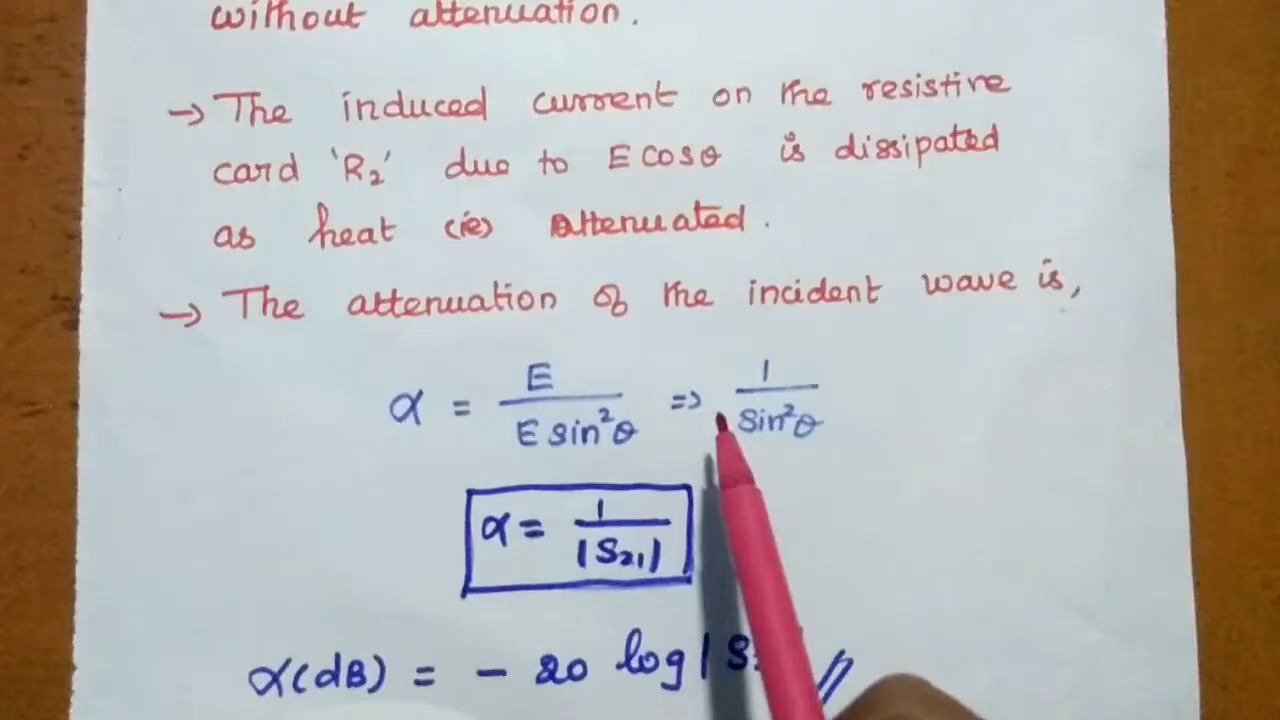 without attenuation.
→ The induced current on the resistive
card 'R₂' due to E cosθ is dissipated
as heat (ie) Attenuated.
→ The attenuation of the incident wave is,
α = E / E sin²θ ⇒ 1 / Sin²θ
α = 1 / |S₂₁|
α(dB) = - 20 log | S